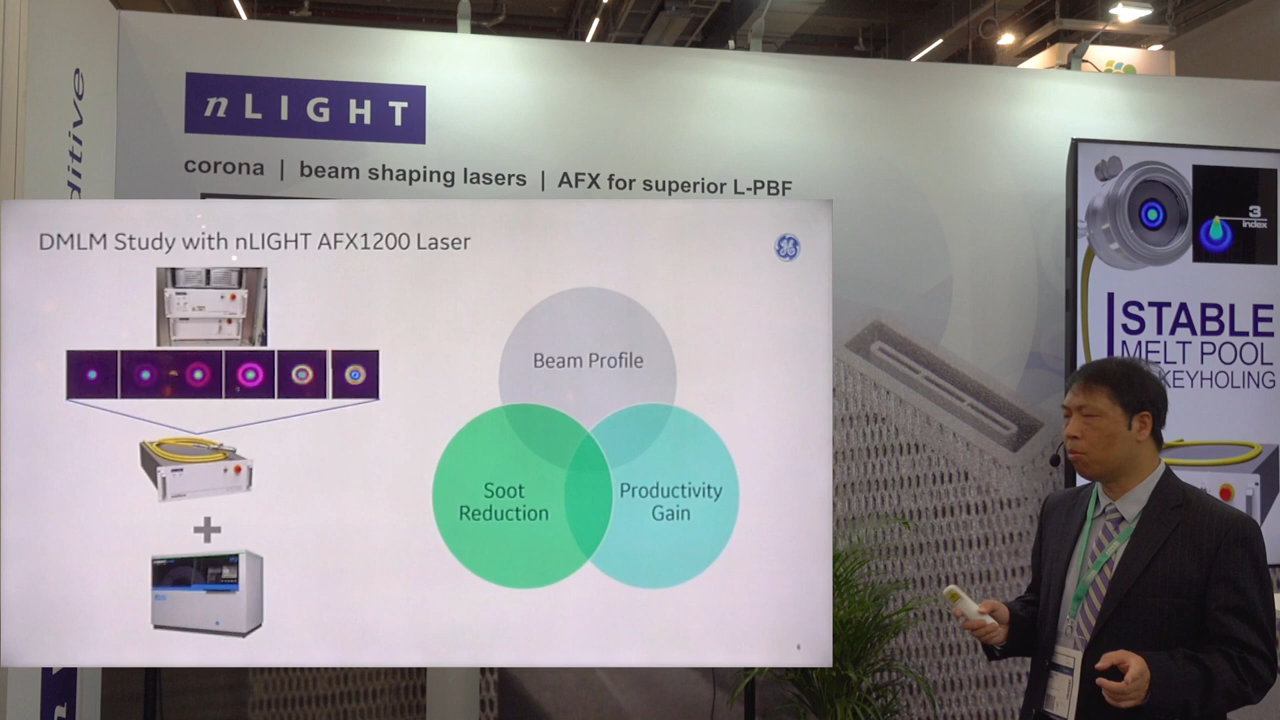 ditive
nLIGHT
corona | beam shaping lasers | AFX for superior L-PBF
DMLM Study with nLIGHT AFX1200 Laser
Beam Profile
Soot
Reduction
Productivity
Gain
3
Index
STABLE
MELT POOL
KEYHOLING